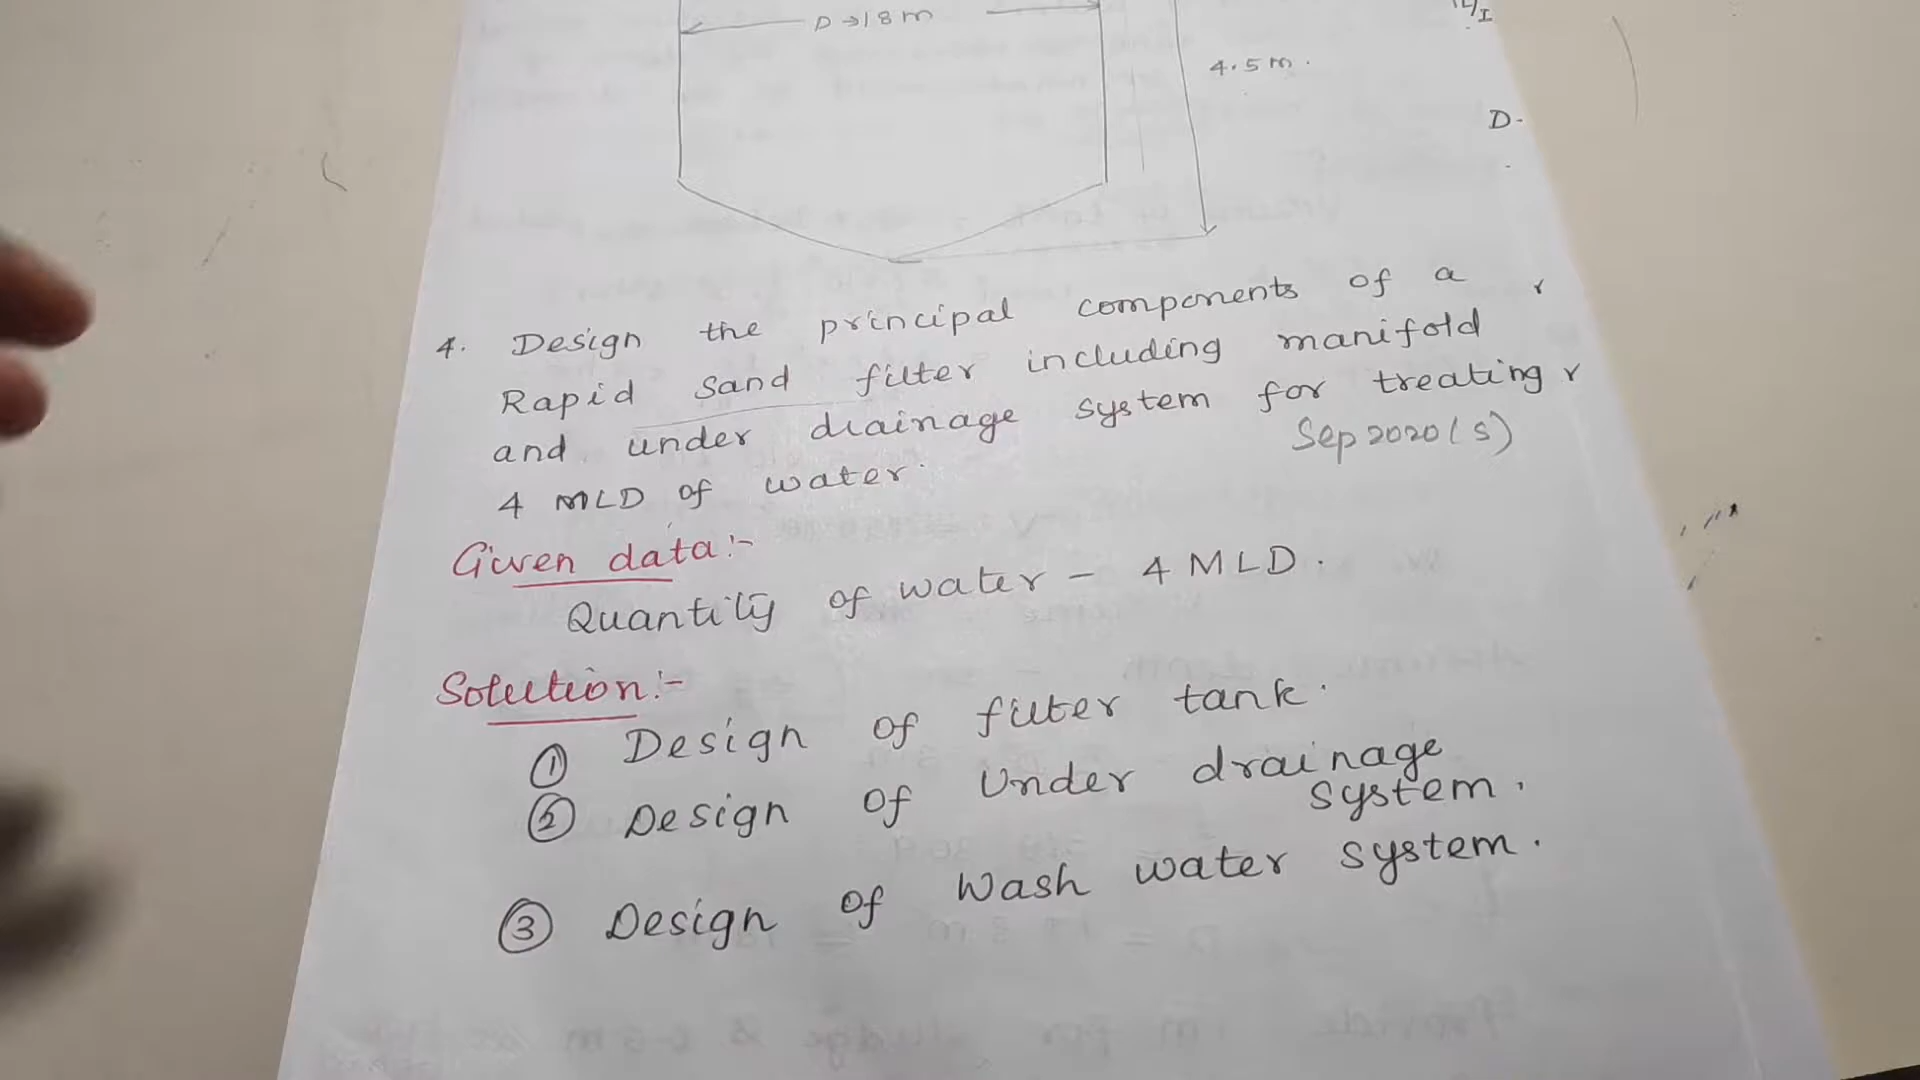 D→18m
4.5m.
D.
4. Design the principal components of a
Rapid sand filter including manifold
and under drainage system for treating
4 MLD of water.
Sep 2020(s)
Given data:-
Quantity of water - 4 MLD.
Solution:-
① Design of filter tank.
② Design of Under drainage
system.
③ Design of Wash water system.